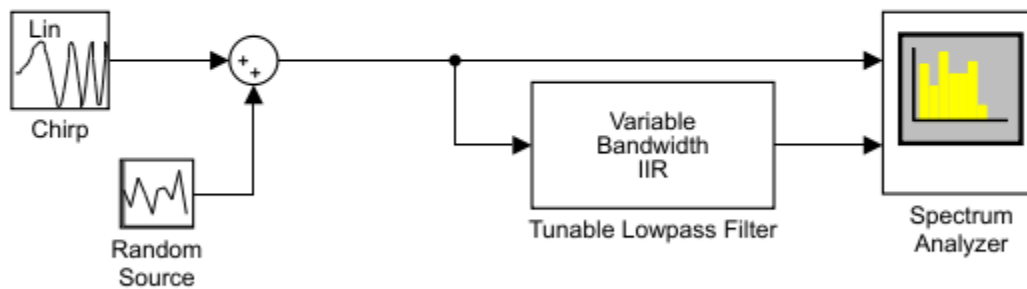 Lin
Chirp
+
+
Random
Source
Variable
Bandwidth
IIR
Tunable Lowpass Filter
Spectrum
Analyzer